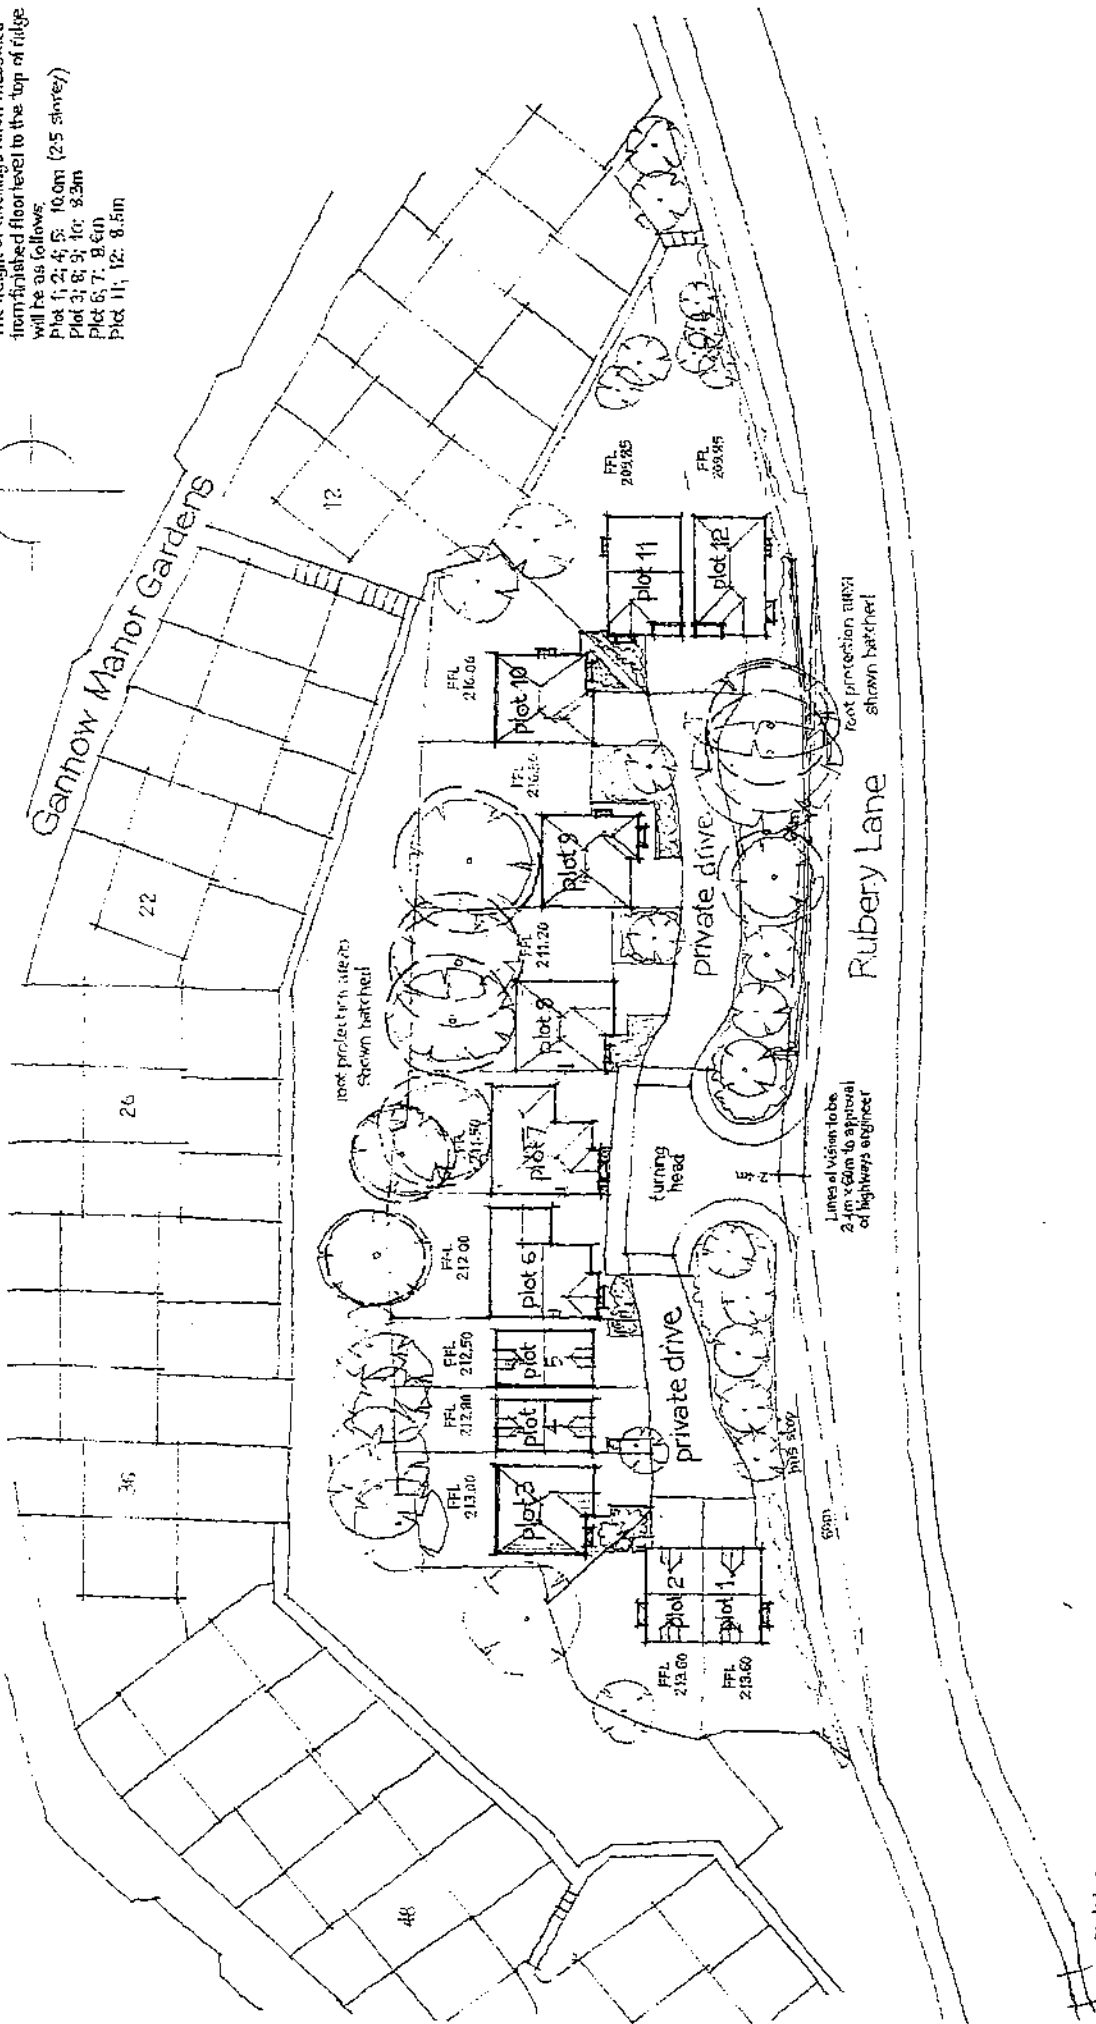 from finished floor level to the top of ridge
will be as follows;
Plot 1; 2; 4; 5: 10.0m (2.5 storey)
Plot 3; 8; 9; 10: 8.3m
Plot 6; 7: 8.6m
Plot 11; 12: 8.5m
Gannow Manor Gardens
12
22
26
36
48
root protection areas
shown hatched
FFL
213.60
FFL
213.60
FFL
213.00
FFL
212.80
FFL
212.50
FFL
212.00
FFL
211.50
FFL
211.20
FFL
FFL
FFL
209.85
FFL
209.85
plot 1
plot 2
plot 3
plot
4
plot
5
plot 6
plot 7
plot 8
plot 9
plot 10
plot 11
plot 12
private drive
turning
head
private drive
bus stop
60m
Lines of vision to be
2.4m x 60m to approval
of highways engineer
Rubery Lane
root protection areas
shown hatched